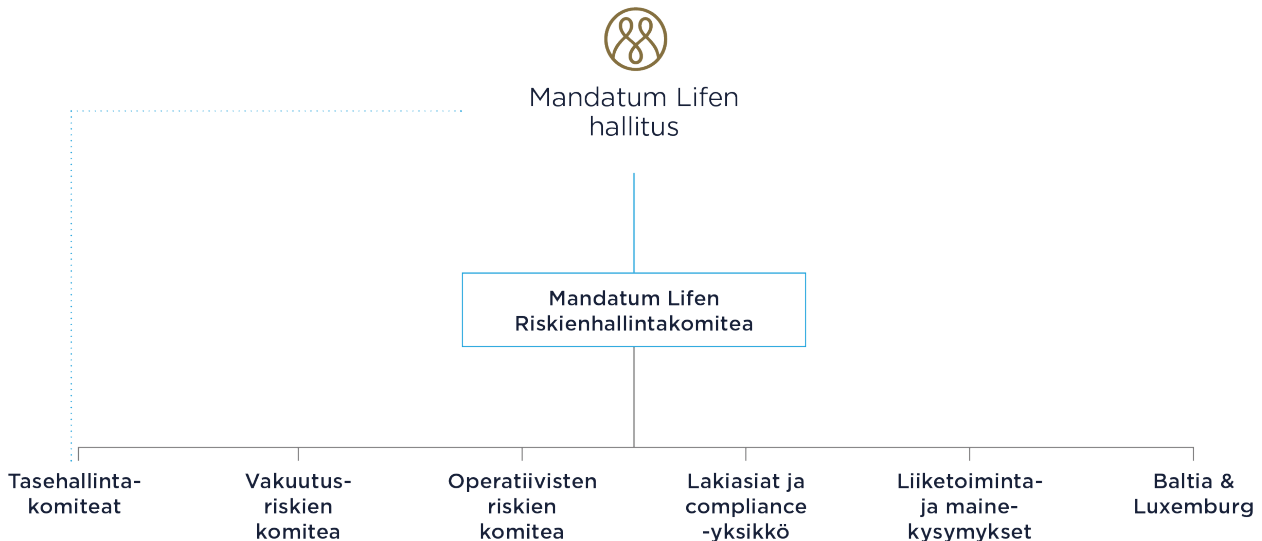 Mandatum Lifen
hallitus
Mandatum Lifen
Riskienhallintakomitea
Tasehallinta-
komiteat
Vakuutus-
riskien
komitea
Operatiivisten
riskien
komitea
Lakiasiat ja
compliance
-yksikkö
Liiketoiminta-
ja maine-
kysymykset
Baltia &
Luxemburg